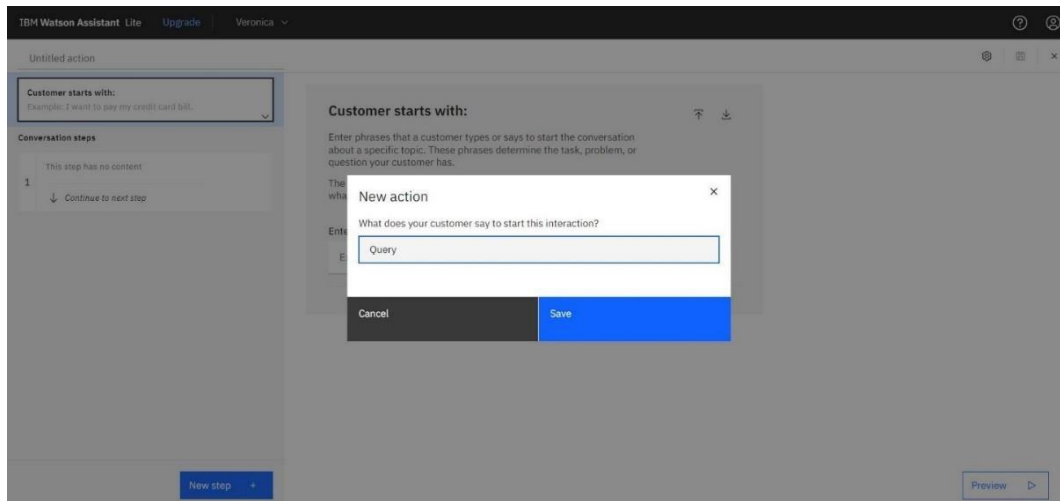 IBM Watson Assistant Lite Upgrade Veronica
Untitled action
Customer starts with:
Example: I want to pay my credit card bill.
Conversation steps
This step has no content
1
Continue to next step
New step +
Customer starts with:
Enter phrases that a customer types or says to start the conversation
about a specific topic. These phrases determine the task, problem, or
question your customer has.
The
wha
Ente
E
New action
What does your customer say to start this interaction?
Query
Cancel
Save
Preview